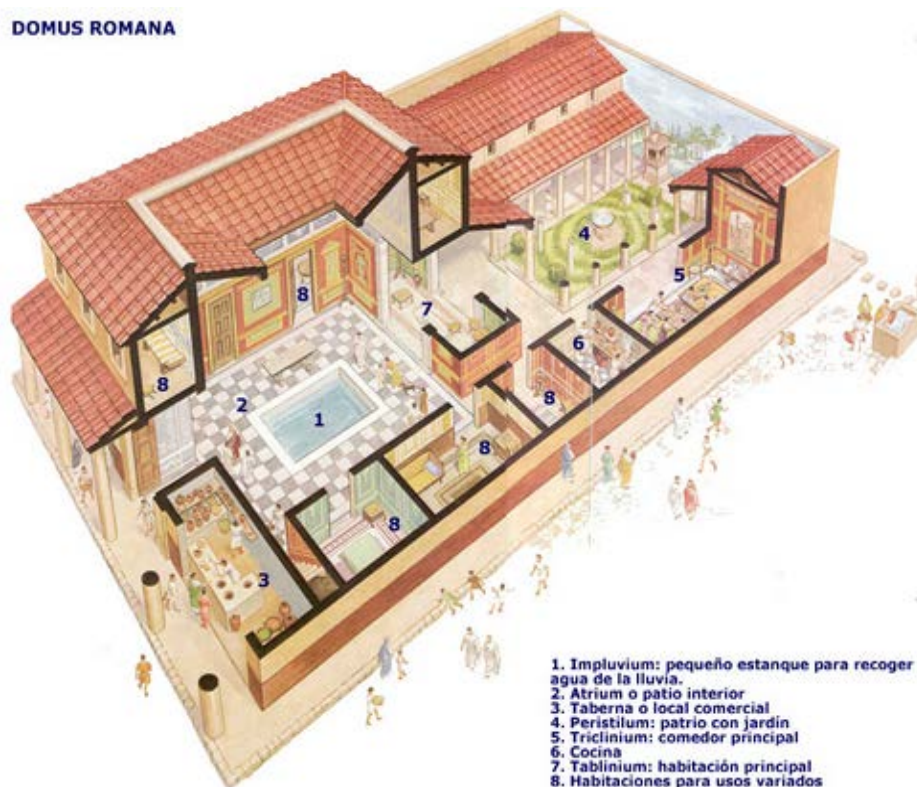 DOMUS ROMANA
4
5
8
7
6
8
8
2
1
8
8
3
1. Impluvium: pequeño estanque para recoger
agua de la lluvia.
2. Atrium o patio interior
3. Taberna o local comercial
4. Peristilum: patrio con jardín
5. Triclinium: comedor principal
6. Cocina
7. Tablinium: habitación principal
8. Habitaciones para usos variados